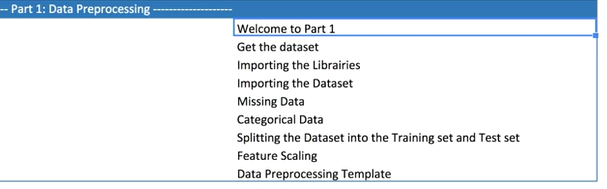 -- Part 1: Data Preprocessing --------------------
Welcome to Part 1
Get the dataset
Importing the Librairies
Importing the Dataset
Missing Data
Categorical Data
Splitting the Dataset into the Training set and Test set
Feature Scaling
Data Preprocessing Template